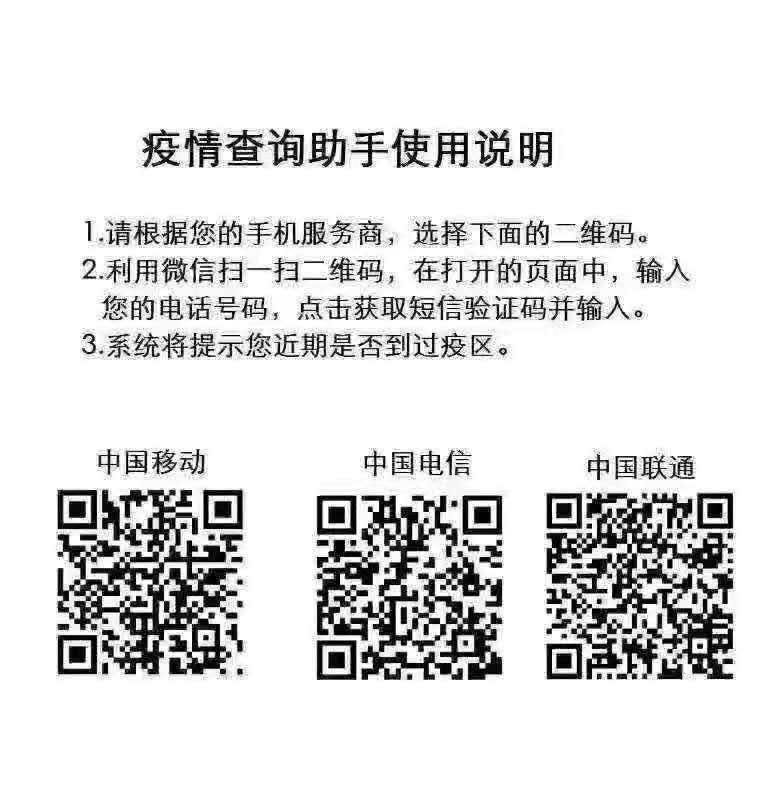 疫情查询助手使用说明
1.请根据您的手机服务商，选择下面的二维码。
2.利用微信扫一扫二维码，在打开的页面中，输入
您的电话号码，点击获取短信验证码并输入。
3.系统将提示您近期是否到过疫区。
中国移动
中国电信
中国联通